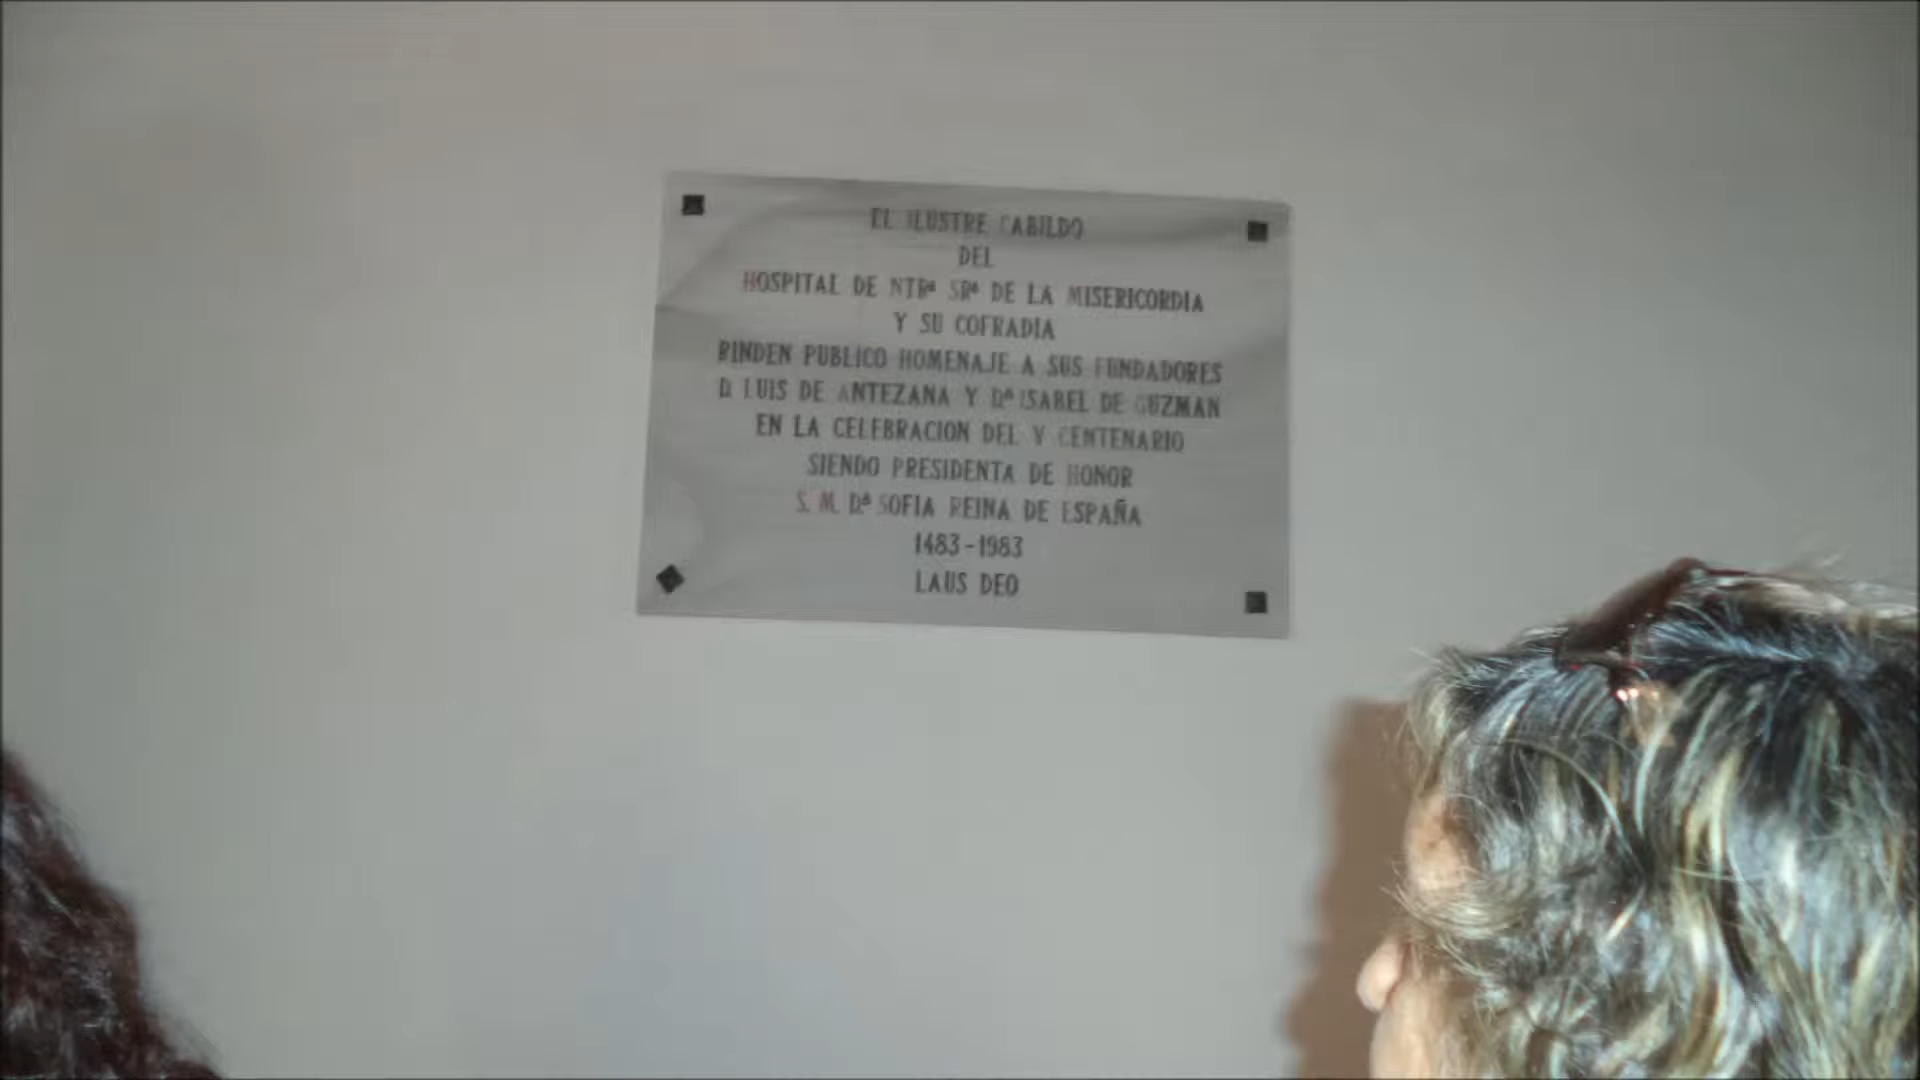 EL ILUSTRE CABILDO
DEL
HOSPITAL DE NTRª SRª DE LA MISERICORDIA
Y SU COFRADIA
RINDEN PUBLICO HOMENAJE A SUS FUNDADORES
D. LUIS DE ANTEZANA Y Dª ISABEL DE GUZMAN
EN LA CELEBRACION DEL V CENTENARIO
SIENDO PRESIDENTA DE HONOR
S. M. Dª SOFIA REINA DE ESPAÑA
1483-1983
LAUS DEO